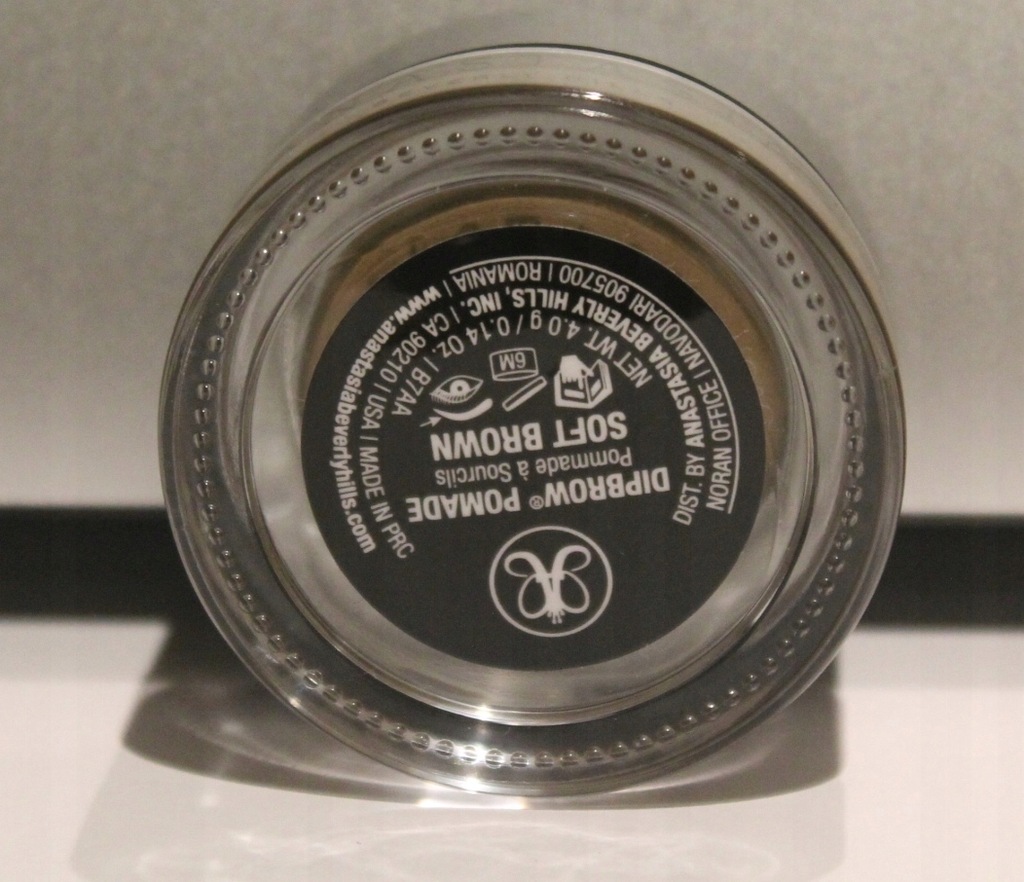 DIPBROW® POMADE
Pommade à Sourcils
SOFT BROWN
6M
NET WT. 4.0 g / 0.14 Oz. | B7AA
DIST. BY ANASTASIA BEVERLY HILLS, INC. | CA 90210 | USA | MADE IN PRC
NORAN OFFICE | NAVODARI 905700 | ROMANIA | www.anastasiabeverlyhills.com